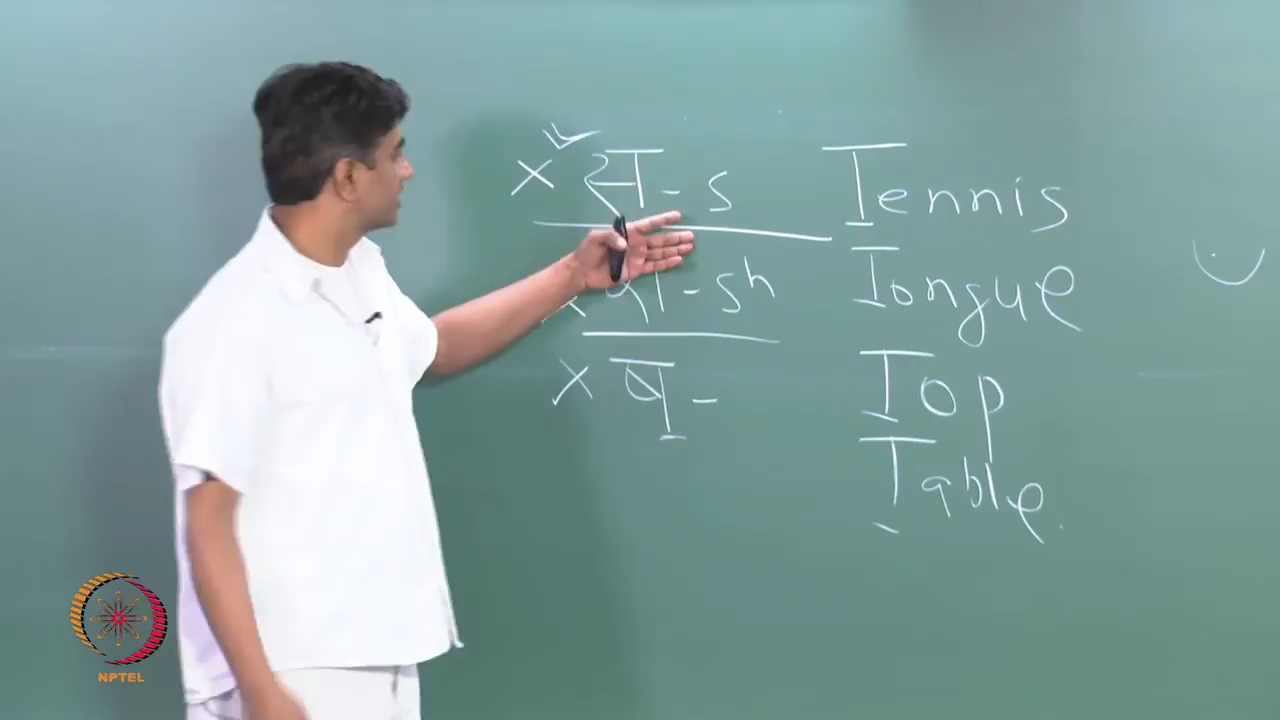 × स - s Tennis
- sh Tongue
× ष - Top
Table
NPTEL